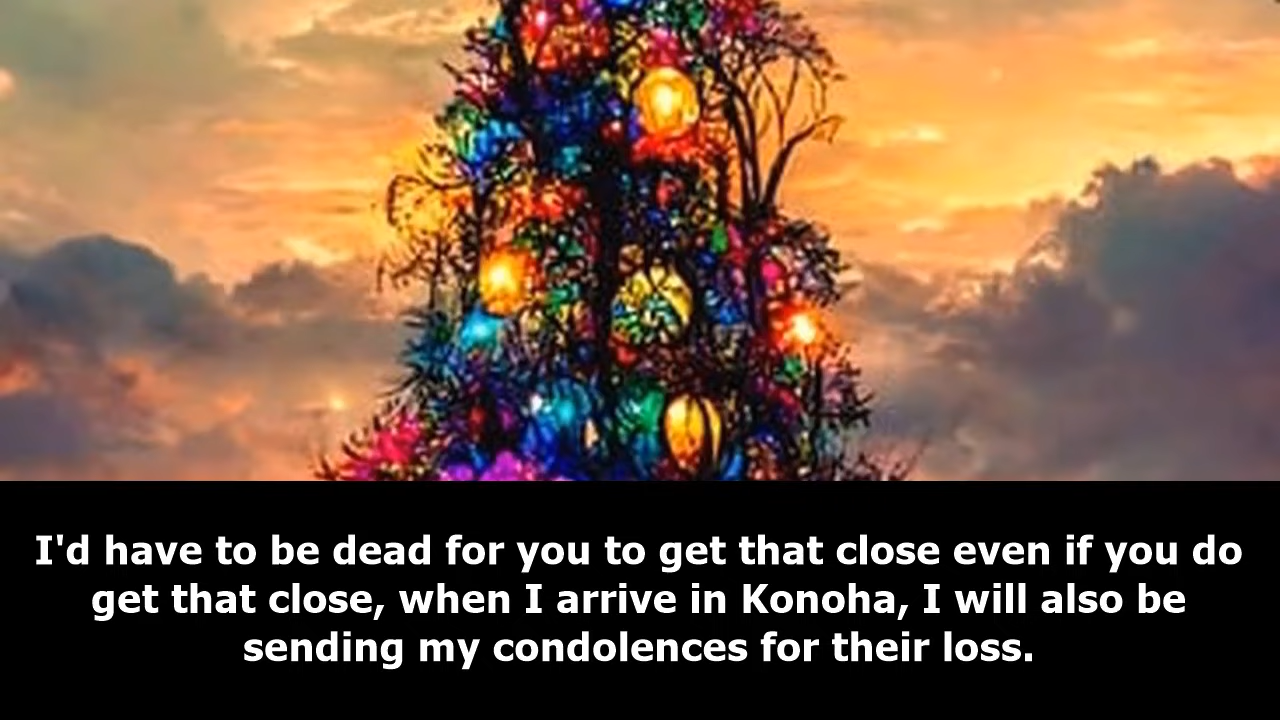 I'd have to be dead for you to get that close even if you do
get that close, when I arrive in Konoha, I will also be
sending my condolences for their loss.